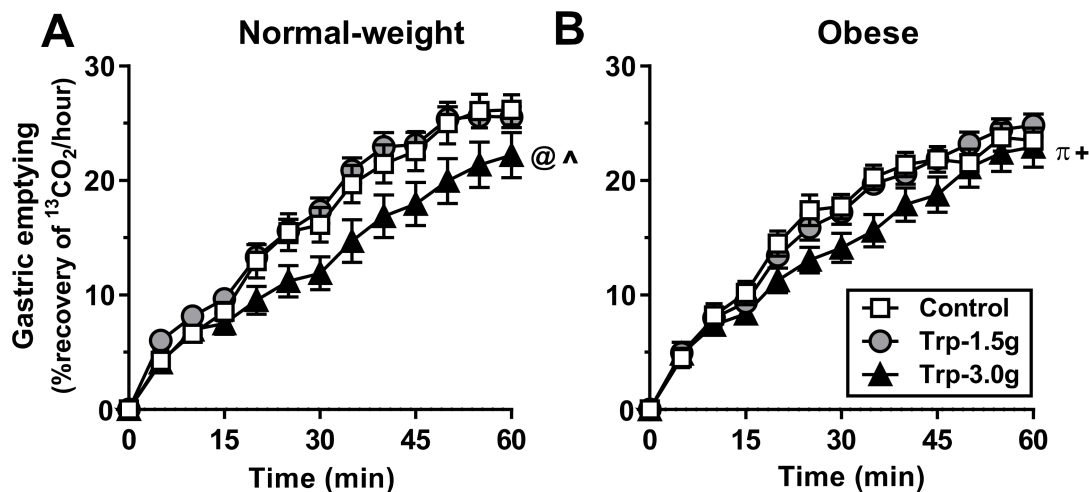 A Normal-weight
B Obese
Gastric emptying
(%recovery of ¹³CO₂/hour)
30
20
10
0
0 15 30 45 60
Time (min)
@ ^
30
20
10
0
0 15 30 45 60
Time (min)
π +
Control
Trp-1.5g
Trp-3.0g